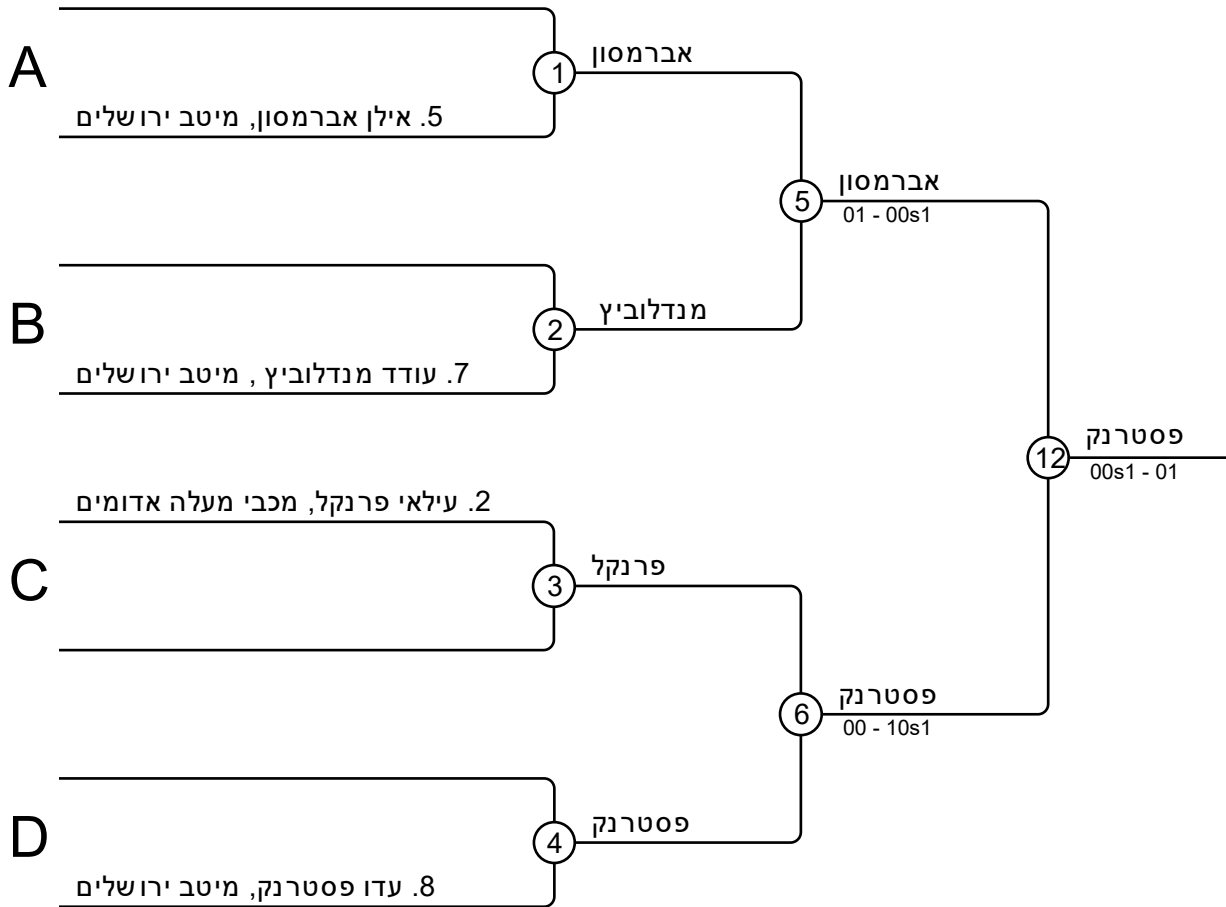 A
1
אברמסון
5. אילן אברמסון, מיטב ירושלים
5
אברמסון
01 - 00s1
B
2
מנדלוביץ
7. עודד מנדלוביץ , מיטב ירושלים
12
פסטרנק
00s1 - 01
2. עילאי פרנקל, מכבי מעלה אדומים
C
3
פרנקל
6
פסטרנק
00 - 10s1
D
4
פסטרנק
8. עדו פסטרנק, מיטב ירושלים